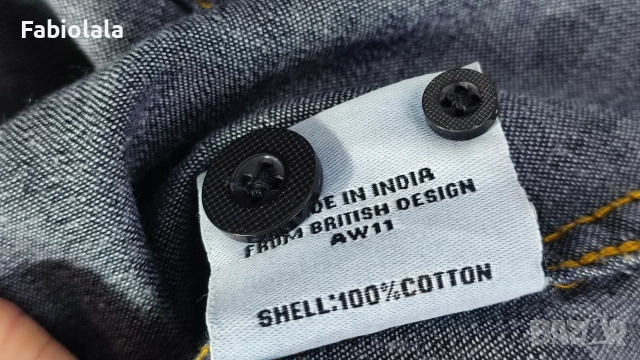 Fabiolala
IN INDIA
FROM BRITISH DESIGN
AW11
SHELL:100%COTTON